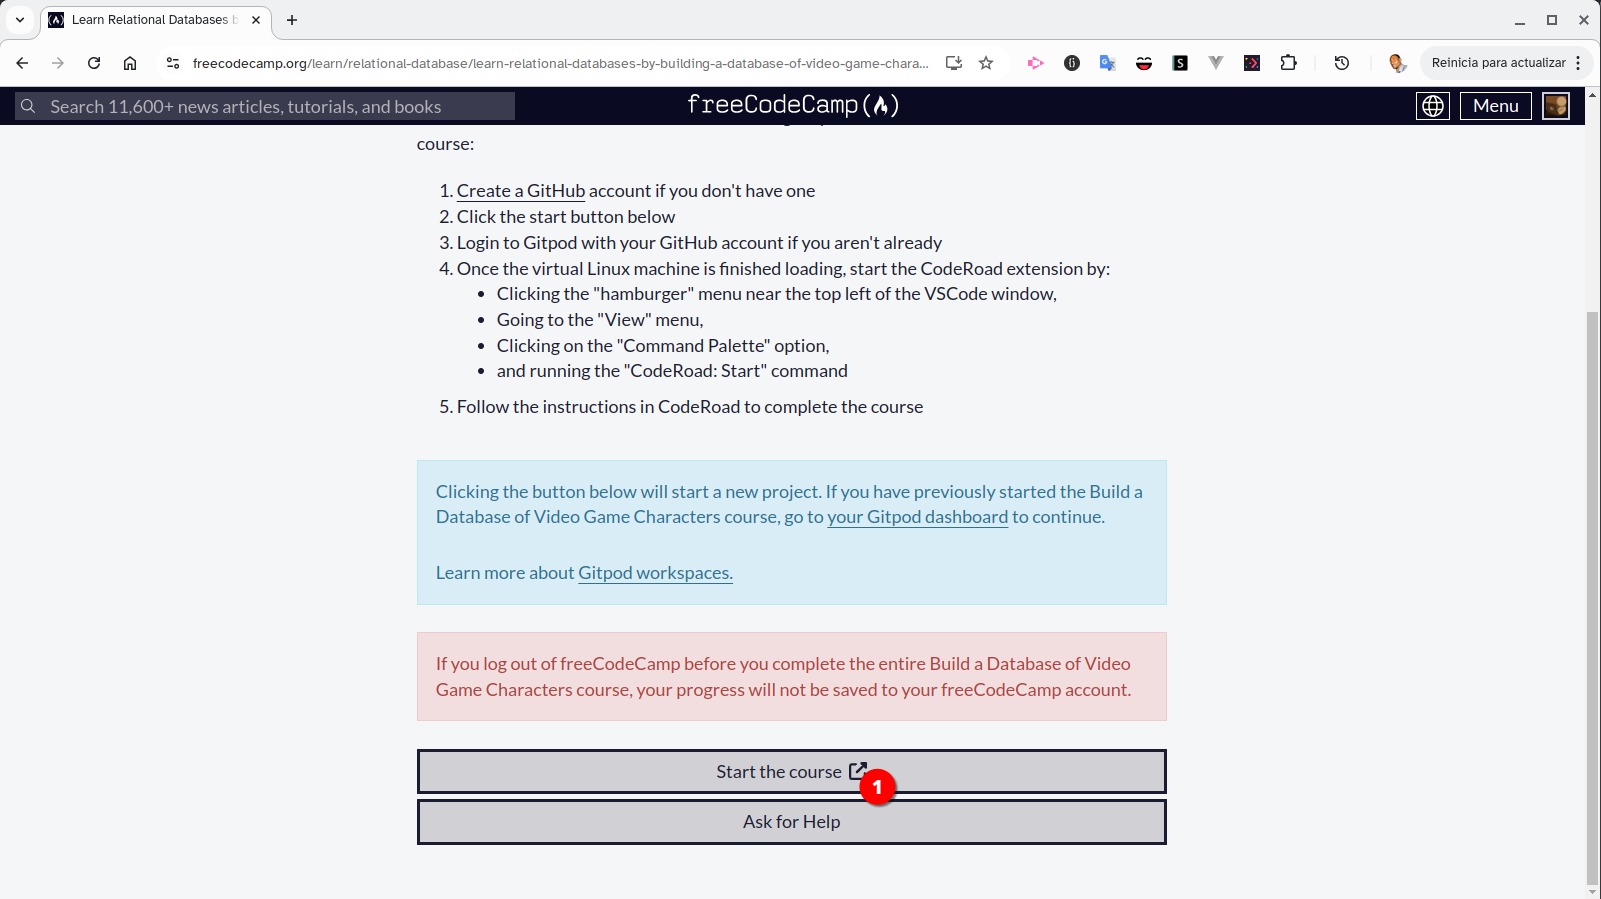 Learn Relational Databases b
freecodecamp.org/learn/relational-database/learn-relational-databases-by-building-a-database-of-video-game-chara...
Reinicia para actualizar
Search 11,600+ news articles, tutorials, and books
freeCodeCamp
Menu
course:
1. Create a GitHub account if you don't have one
2. Click the start button below
3. Login to Gitpod with your GitHub account if you aren't already
4. Once the virtual Linux machine is finished loading, start the CodeRoad extension by:
• Clicking the "hamburger" menu near the top left of the VSCode window,
• Going to the "View" menu,
• Clicking on the "Command Palette" option,
• and running the "CodeRoad: Start" command
5. Follow the instructions in CodeRoad to complete the course
Clicking the button below will start a new project. If you have previously started the Build a
Database of Video Game Characters course, go to your Gitpod dashboard to continue.
Learn more about Gitpod workspaces.
If you log out of freeCodeCamp before you complete the entire Build a Database of Video
Game Characters course, your progress will not be saved to your freeCodeCamp account.
Start the course
1
Ask for Help